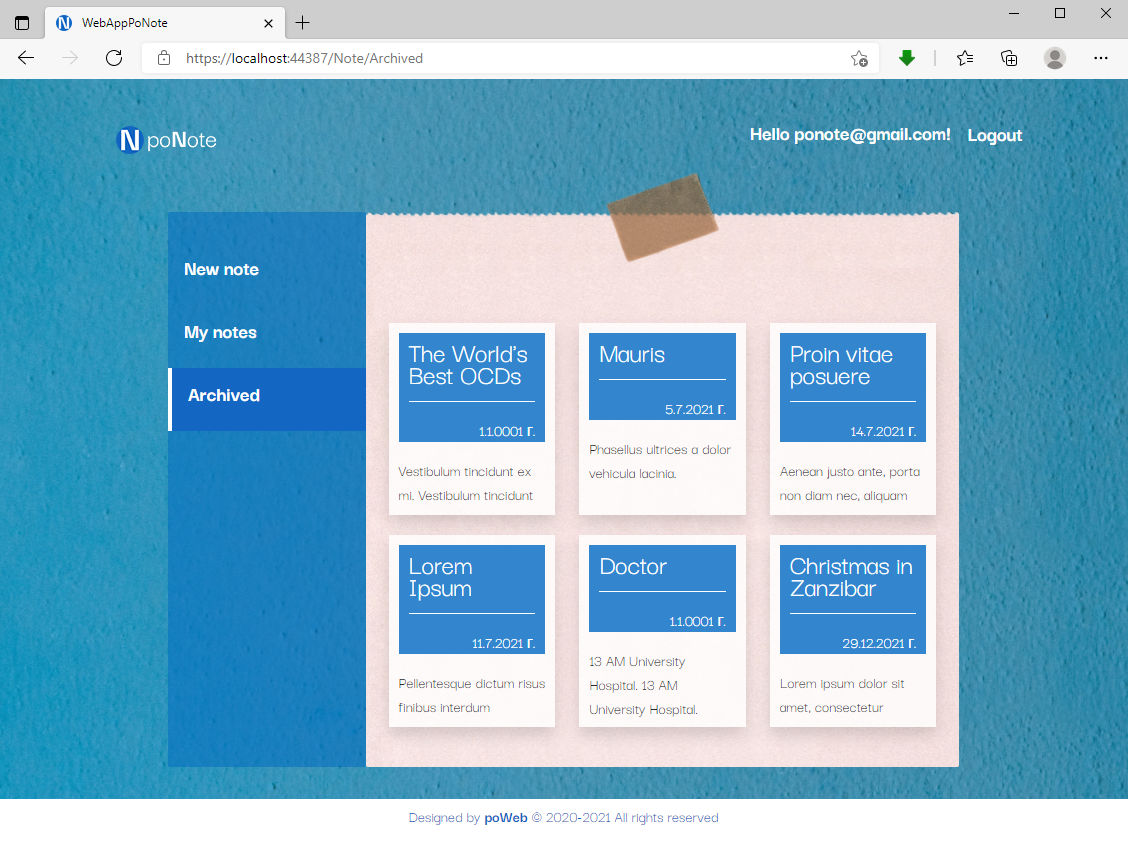 WebAppPoNote
https://localhost:44387/Note/Archived
N poNote
Hello ponote@gmail.com! Logout
New note
My notes
Archived
The World's
Best OCDs
1.1.0001 г.
Vestibulum tincidunt ex
mi. Vestibulum tincidunt
Mauris
5.7.2021 г.
Phasellus ultrices a dolor
vehicula lacinia.
Proin vitae
posuere
14.7.2021 г.
Aenean justo ante, porta
non diam nec, aliquam
Lorem
Ipsum
11.7.2021 г.
Pellentesque dictum risus
finibus interdum
Doctor
1.1.0001 г.
13 AM University
Hospital. 13 AM
University Hospital.
Christmas in
Zanzibar
29.12.2021 г.
Lorem ipsum dolor sit
amet, consectetur
Designed by poWeb © 2020-2021 All rights reserved